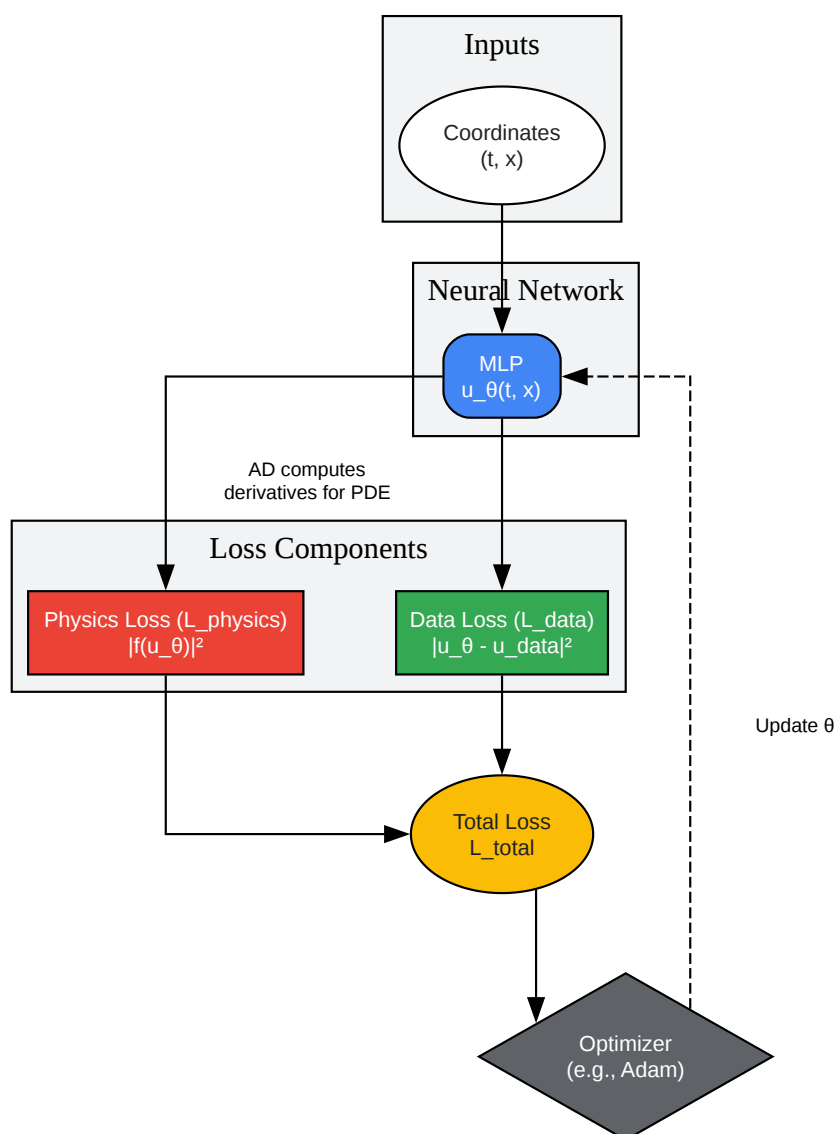 Inputs
Coordinates
(t, x)
Neural Network
MLP
u_θ(t, x)
AD computes
derivatives for PDE
Loss Components
Physics Loss (L_physics)
|f(u_θ)|²
Data Loss (L_data)
|u_θ - u_data|²
Update θ
Total Loss
L_total
Optimizer
(e.g., Adam)